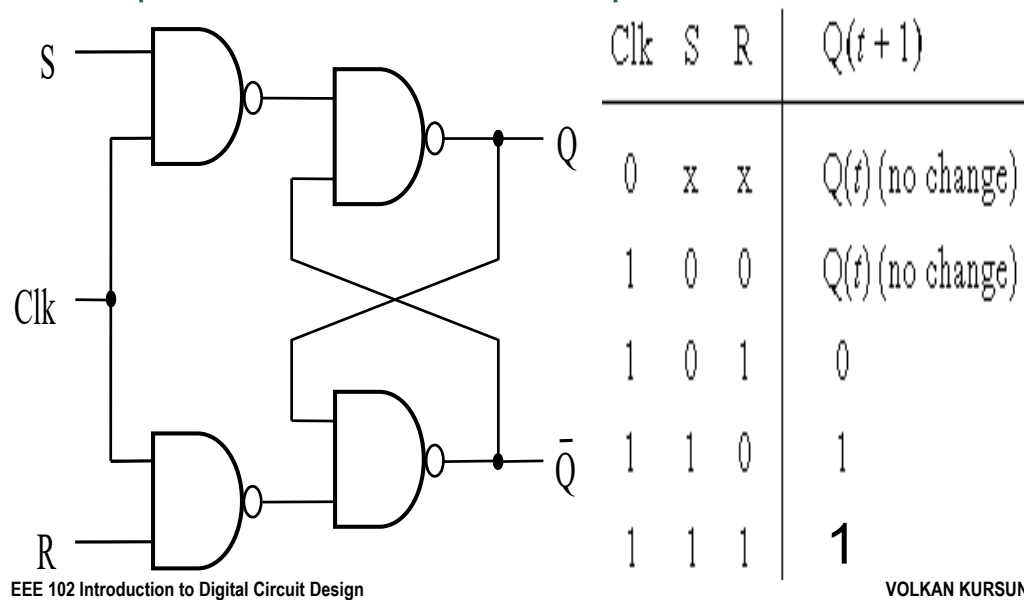 S
Q
Clk
Q̄
R
Clk S R Q(t + 1)
0 x x Q(t) (no change)
1 0 0 Q(t) (no change)
1 0 1 0
1 1 0 1
1 1 1 1
EEE 102 Introduction to Digital Circuit Design
VOLKAN KURSUN